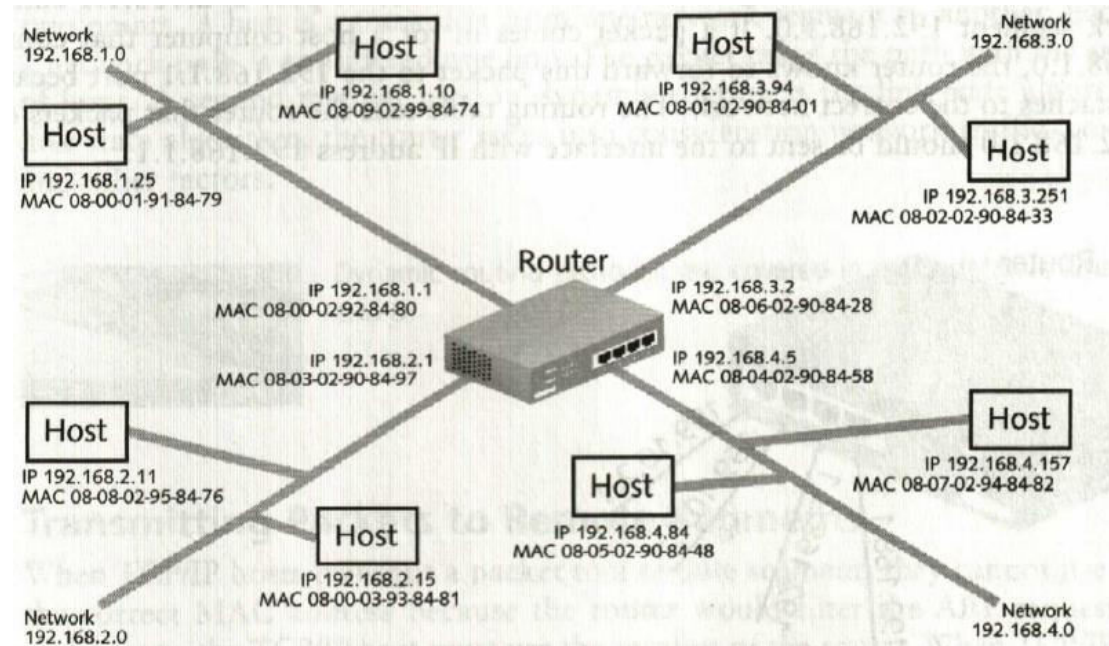 Network
192.168.1.0
Host
IP 192.168.1.10
MAC 08-09-02-99-84-74
Host
IP 192.168.1.25
MAC 08-00-01-91-84-79
Host
IP 192.168.3.94
MAC 08-01-02-90-84-01
Network
192.168.3.0
Host
IP 192.168.3.251
MAC 08-02-02-90-84-33
Router
IP 192.168.1.1
MAC 08-00-02-92-84-80
IP 192.168.3.2
MAC 08-06-02-90-84-28
IP 192.168.2.1
MAC 08-03-02-90-84-97
IP 192.168.4.5
MAC 08-04-02-90-84-58
Host
IP 192.168.2.11
MAC 08-08-02-95-84-76
Host
IP 192.168.2.15
MAC 08-00-03-93-84-81
Network
192.168.2.0
Host
IP 192.168.4.84
MAC 08-05-02-90-84-48
Host
IP 192.168.4.157
MAC 08-07-02-94-84-82
Network
192.168.4.0